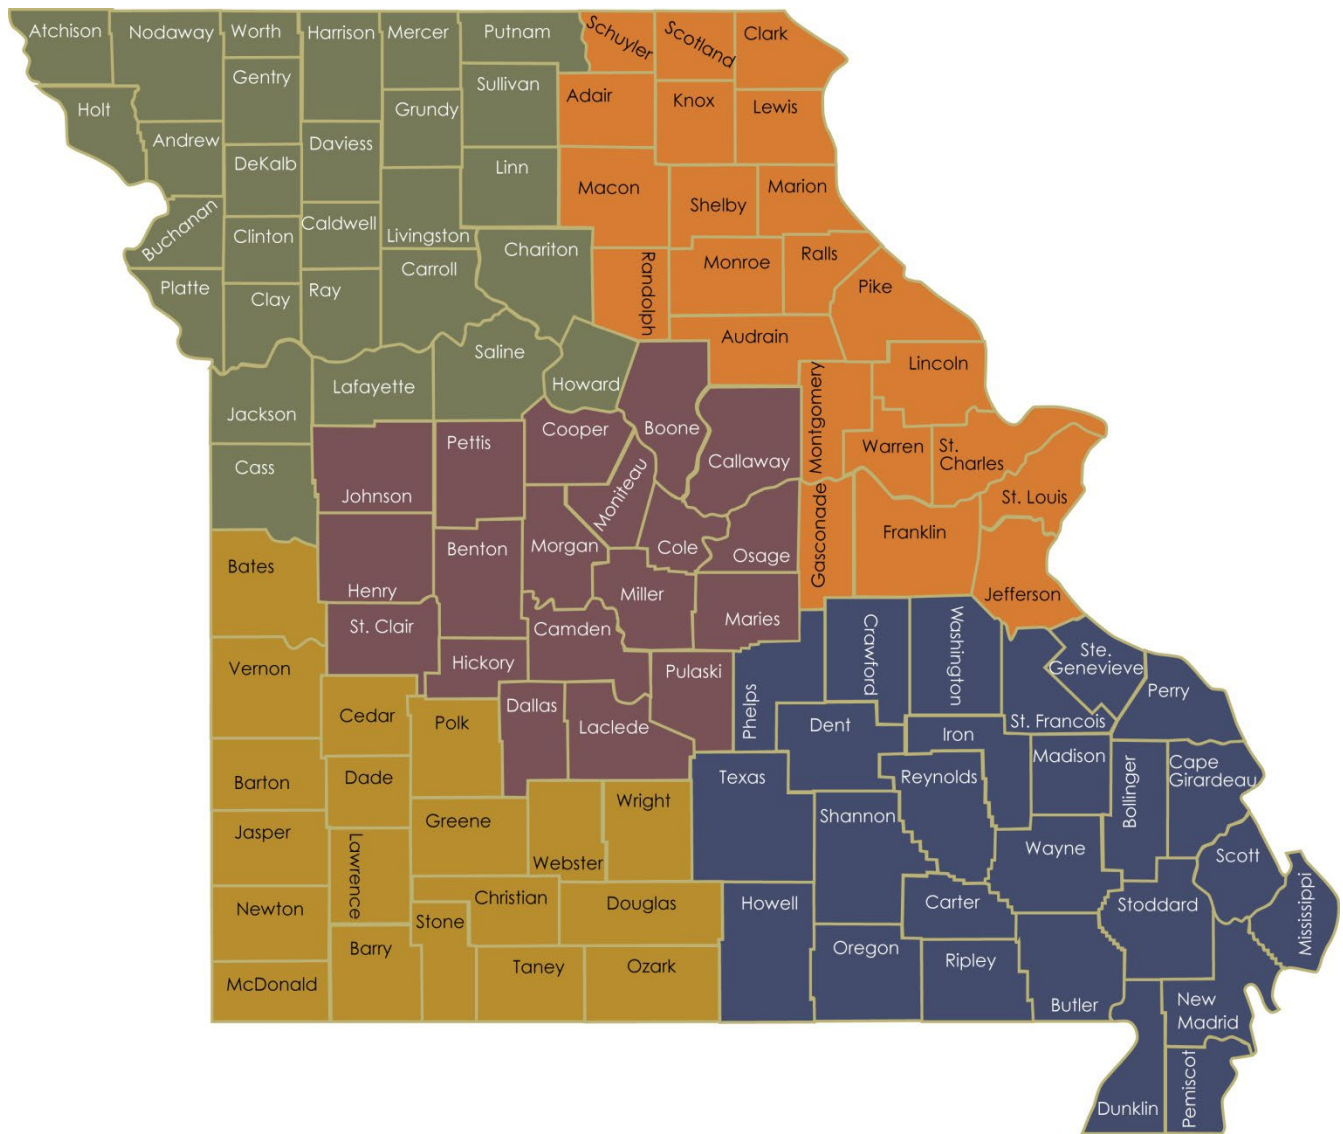 Atchison
Nodaway
Worth
Harrison
Mercer
Putnam
Schuyler
Scotland
Clark
Gentry
Sullivan
Holt
Grundy
Adair
Knox
Lewis
Andrew
Daviess
DeKalb
Linn
Macon
Marion
Shelby
Buchanan
Clinton
Caldwell
Livingston
Chariton
Randolph
Monroe
Ralls
Platte
Clay
Ray
Carroll
Pike
Audrain
Saline
Lincoln
Jackson
Lafayette
Howard
Montgomery
Cooper
Boone
Pettis
Warren
St.
Charles
Callaway
Cass
Johnson
Moniteau
St. Louis
Gasconade
Franklin
Benton
Morgan
Cole
Osage
Bates
Henry
Miller
Jefferson
St. Clair
Camden
Maries
Crawford
Washington
Ste.
Genevieve
Vernon
Hickory
Pulaski
Perry
Phelps
Dallas
Laclede
St. Francois
Cedar
Polk
Dent
Iron
Madison
Barton
Dade
Texas
Reynolds
Bollinger
Cape
Girardeau
Jasper
Greene
Wright
Shannon
Lawrence
Webster
Wayne
Scott
Newton
Christian
Douglas
Howell
Carter
Stoddard
Mississippi
Stone
Barry
Taney
Ozark
Oregon
Ripley
McDonald
Butler
New
Madrid
Dunklin
Pemiscot